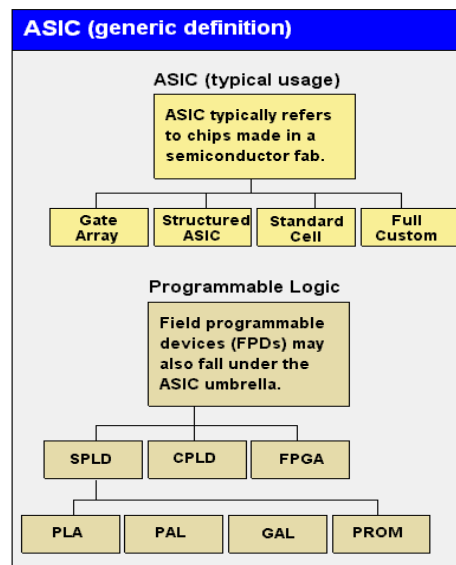 ASIC (generic definition)
ASIC (typical usage)
ASIC typically refers
to chips made in a
semiconductor fab.
Gate
Array
Structured
ASIC
Standard
Cell
Full
Custom
Programmable Logic
Field programmable
devices (FPDs) may
also fall under the
ASIC umbrella.
SPLD
CPLD
FPGA
PLA
PAL
GAL
PROM